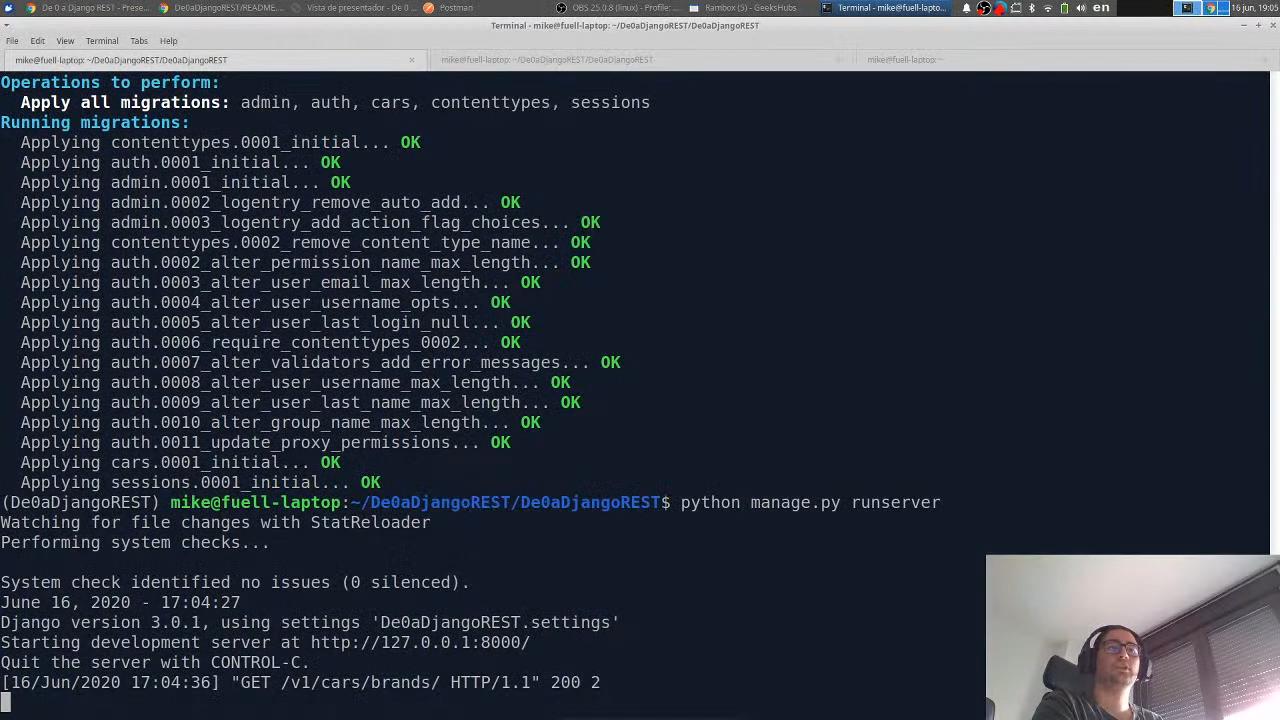 De 0 a Django REST - Prese...
De0aDjangoREST/README....
Vista de presentador - De 0 ...
Postman
OBS 25.0.8 (linux) - Profile:...
Rambox (5) - GeeksHubs
Terminal - mike@fuell-lapto...
en
16 jun, 19:05
Terminal - mike@fuell-laptop: ~/De0aDjangoREST/De0aDjangoREST
File Edit View Terminal Tabs Help
mike@fuell-laptop: ~/De0aDjangoREST/De0aDjangoREST
mike@fuell-laptop: ~/De0aDjangoREST/De0aDjangoREST
mike@fuell-laptop: ~
Operations to perform:
Apply all migrations: admin, auth, cars, contenttypes, sessions
Running migrations:
Applying contenttypes.0001_initial... OK
Applying auth.0001_initial... OK
Applying admin.0001_initial... OK
Applying admin.0002_logentry_remove_auto_add... OK
Applying admin.0003_logentry_add_action_flag_choices... OK
Applying contenttypes.0002_remove_content_type_name... OK
Applying auth.0002_alter_permission_name_max_length... OK
Applying auth.0003_alter_user_email_max_length... OK
Applying auth.0004_alter_user_username_opts... OK
Applying auth.0005_alter_user_last_login_null... OK
Applying auth.0006_require_contenttypes_0002... OK
Applying auth.0007_alter_validators_add_error_messages... OK
Applying auth.0008_alter_user_username_max_length... OK
Applying auth.0009_alter_user_last_name_max_length... OK
Applying auth.0010_alter_group_name_max_length... OK
Applying auth.0011_update_proxy_permissions... OK
Applying cars.0001_initial... OK
Applying sessions.0001_initial... OK
(De0aDjangoREST) mike@fuell-laptop:~/De0aDjangoREST/De0aDjangoREST$ python manage.py runserver
Watching for file changes with StatReloader
Performing system checks...
System check identified no issues (0 silenced).
June 16, 2020 - 17:04:27
Django version 3.0.1, using settings 'De0aDjangoREST.settings'
Starting development server at http://127.0.0.1:8000/
Quit the server with CONTROL-C.
[16/Jun/2020 17:04:36] "GET /v1/cars/brands/ HTTP/1.1" 200 2